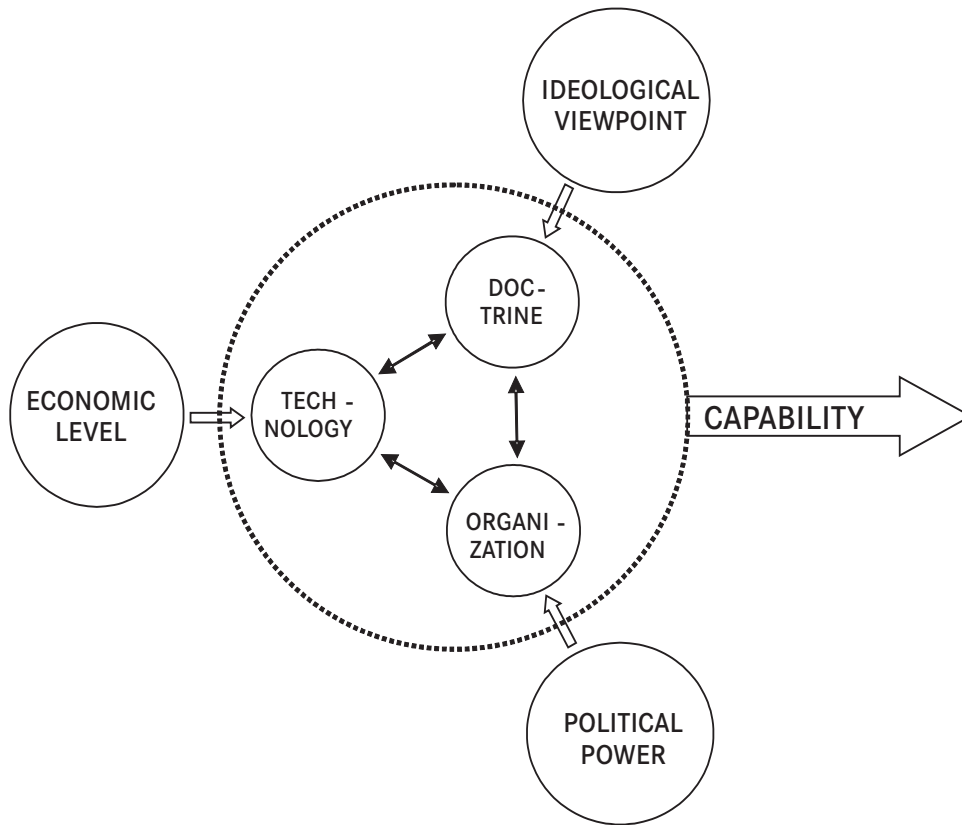 IDEOLOGICAL
VIEWPOINT
DOC-
TRINE
ECONOMIC
LEVEL
TECH -
NOLOGY
CAPABILITY
ORGANI -
ZATION
POLITICAL
POWER